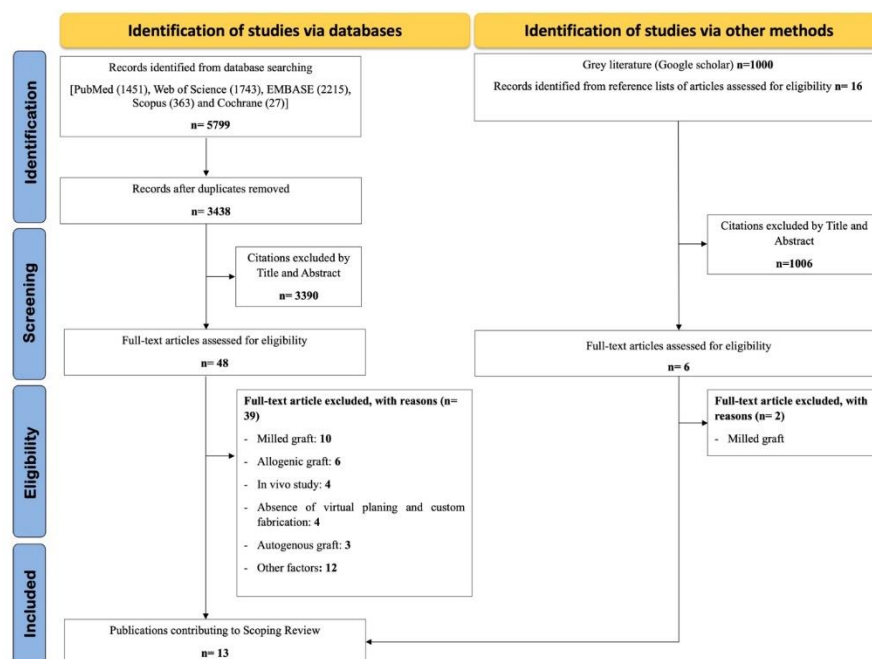 Identification of studies via databases
Identification of studies via other methods
Identification
Records identified from database searching
[PubMed (1451), Web of Science (1743), EMBASE (2215),
Scopus (363) and Cochrane (27)]
n= 5799
Grey literature (Google scholar) n=1000
Records identified from reference lists of articles assessed for eligibility n= 16
Records after duplicates removed
n= 3438
Screening
Citations excluded by
Title and Abstract
n= 3390
Citations excluded by Title and
Abstract
n=1006
Full-text articles assessed for eligibility
n= 48
Full-text articles assessed for eligibility
n= 6
Eligibility
Full-text article excluded, with reasons (n=
39)
- Milled graft: 10
- Allogenic graft: 6
- In vivo study: 4
- Absence of virtual planing and custom
fabrication: 4
- Autogenous graft: 3
- Other factors: 12
Full-text article excluded, with
reasons (n= 2)
- Milled graft
Included
Publications contributing to Scoping Review
n= 13